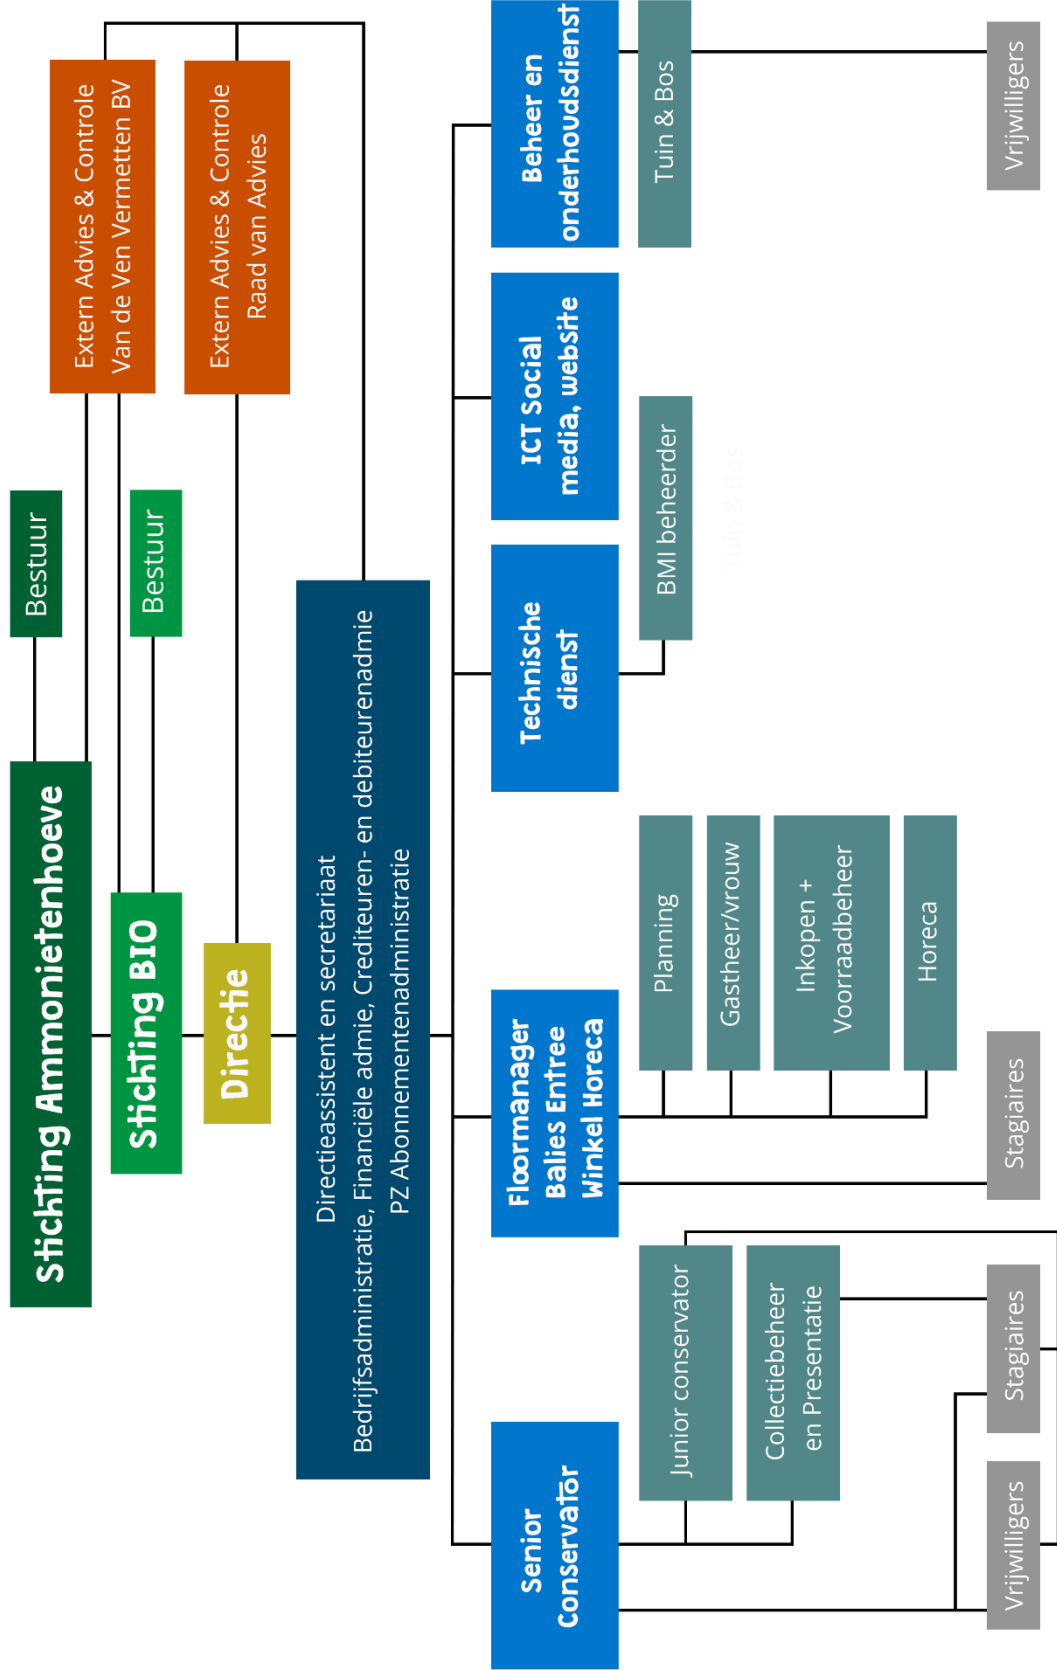 Stichting Ammonietenhoeve
Bestuur
Extern Advies & Controle
Van de Ven Vermetten BV
Stichting BIO
Bestuur
Directie
Extern Advies & Controle
Raad van Advies
Directieassistent en secretariaat
Bedrijfsadministratie, Financiële admie, Crediteuren- en debiteurenadmie
PZ Abonnementenadministratie
Senior
Conservator
Floormanager
Balies Entree
Winkel Horeca
Technische
dienst
ICT Social
media, website
Beheer en
onderhoudsdienst
Junior conservator
Collectiebeheer
en Presentatie
Planning
Gastheer/vrouw
Inkopen +
Voorraadbeheer
Horeca
BMI beheerder
Tuin & Bos
Tuin & Bos
Vrijwilligers
Stagiaires
Stagiaires
Vrijwilligers